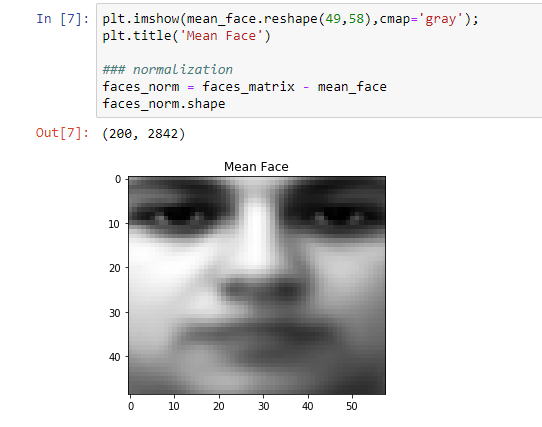 In [7]: plt.imshow(mean_face.reshape(49,58),cmap='gray');
plt.title('Mean Face')
### normalization
faces_norm = faces_matrix - mean_face
faces_norm.shape
Out[7]: (200, 2842)
Mean Face
0
10
20
30
40
0 10 20 30 40 50